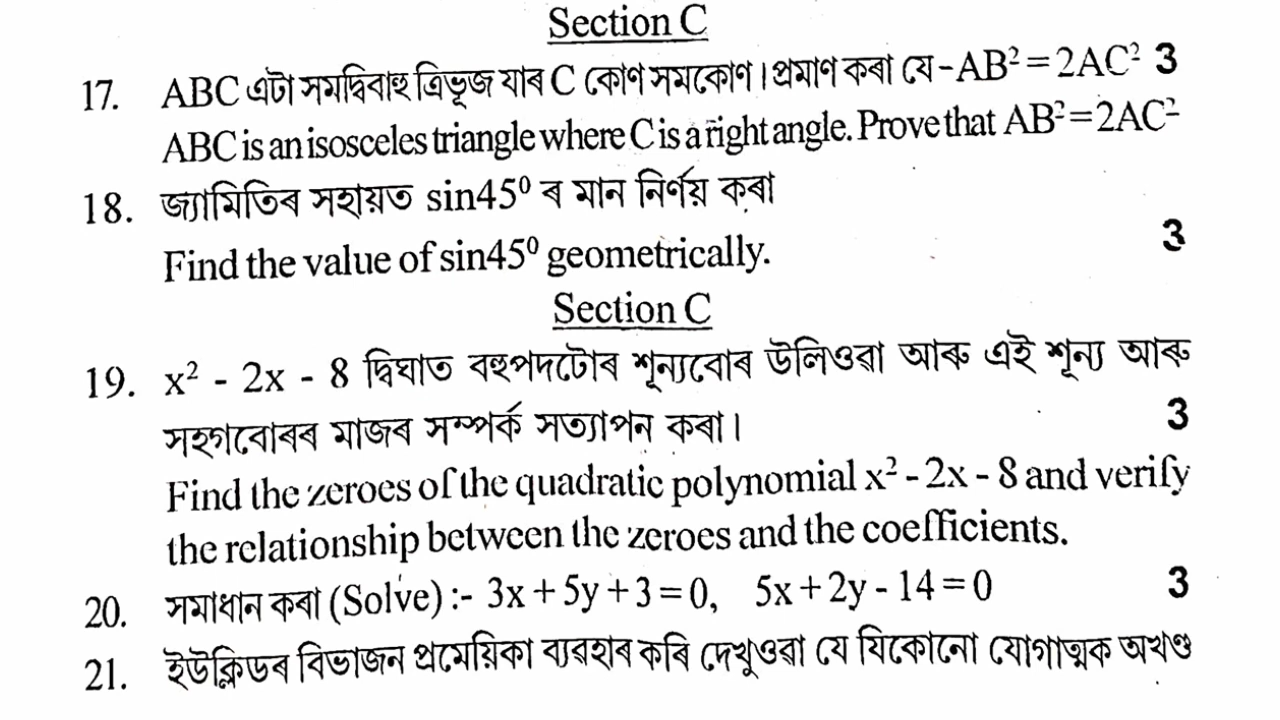 Section C
17. ABC এটা সমদ্বিবাহু ত্ৰিভূজ যাৰ C কোণ সমকোণ। প্ৰমাণ কৰা যে - AB² = 2AC² 3
ABC is an isosceles triangle where C is a right angle. Prove that AB² = 2AC²
18. জ্যামিতিৰ সহায়ত sin45⁰ ৰ মান নিৰ্ণয় কৰা
Find the value of sin45⁰ geometrically. 3
Section C
19. x² - 2x - 8 দ্বিঘাত বহুপদটোৰ শূন্যবোৰ উলিওৱা আৰু এই শূন্য আৰু
সহগবোৰৰ মাজৰ সম্পৰ্ক সত্যাপন কৰা। 3
Find the zeroes of the quadratic polynomial x² - 2x - 8 and verify
the relationship between the zeroes and the coefficients.
20. সমাধান কৰা (Solve) :- 3x + 5y + 3 = 0, 5x + 2y - 14 = 0 3
21. ইউক্লিডৰ বিভাজন প্ৰমেয়িকা ব্যৱহাৰ কৰি দেখুওৱা যে যিকোনো যোগাত্মক অখণ্ড